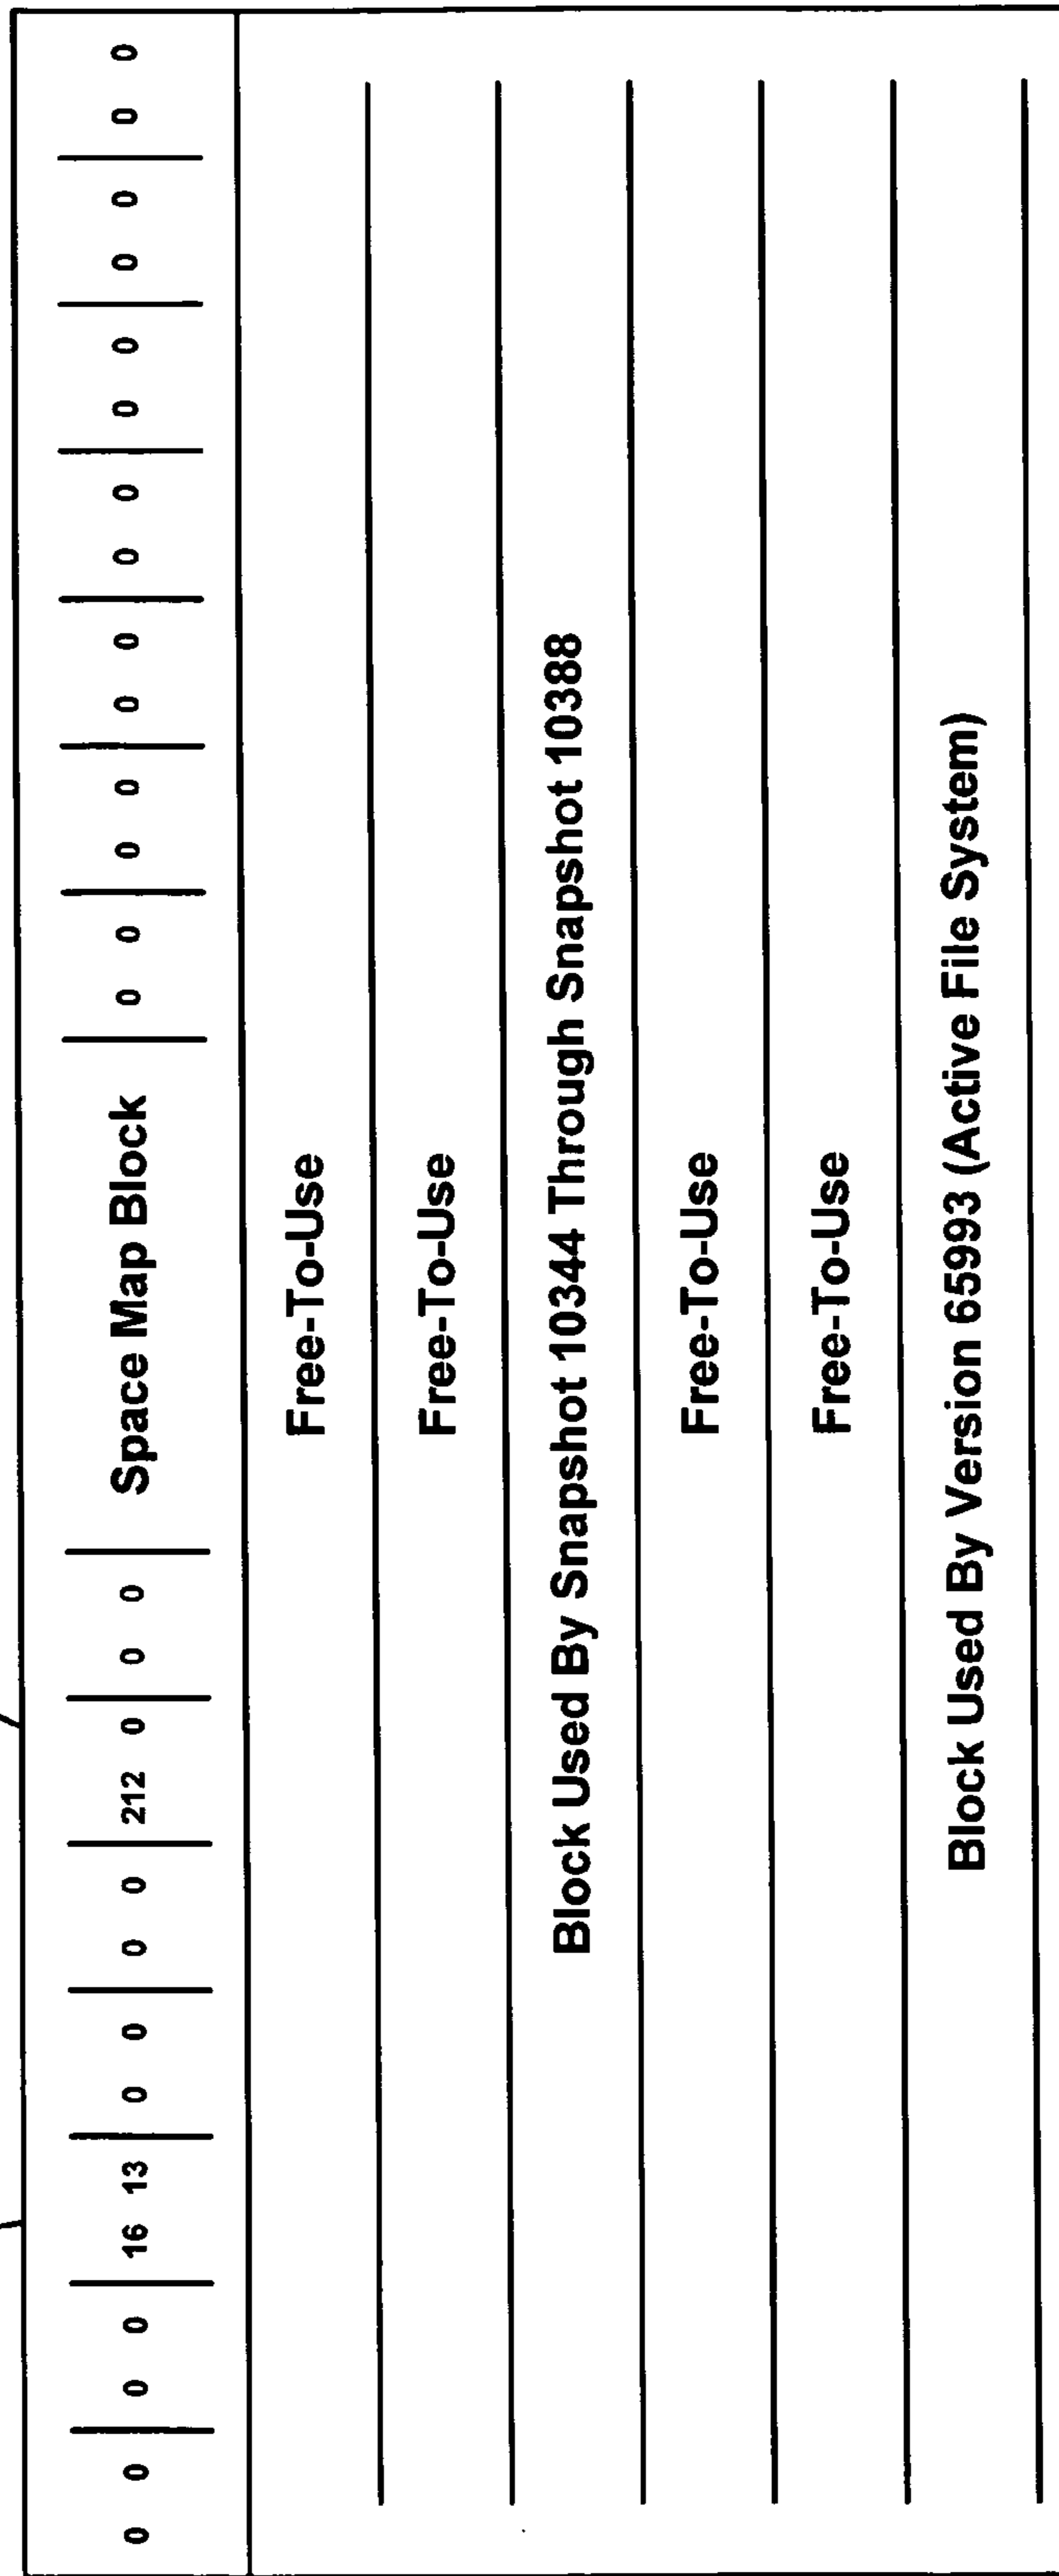 0 0 0 0 16 13 0 0 0 0 212 0 0 0 Space Map Block 0 0 0 0 0 0 0 0 0 0 0 0 0 0
Free-To-Use
Free-To-Use
Block Used By Snapshot 10344 Through Snapshot 10388
Free-To-Use
Free-To-Use
Block Used By Version 65993 (Active File System)